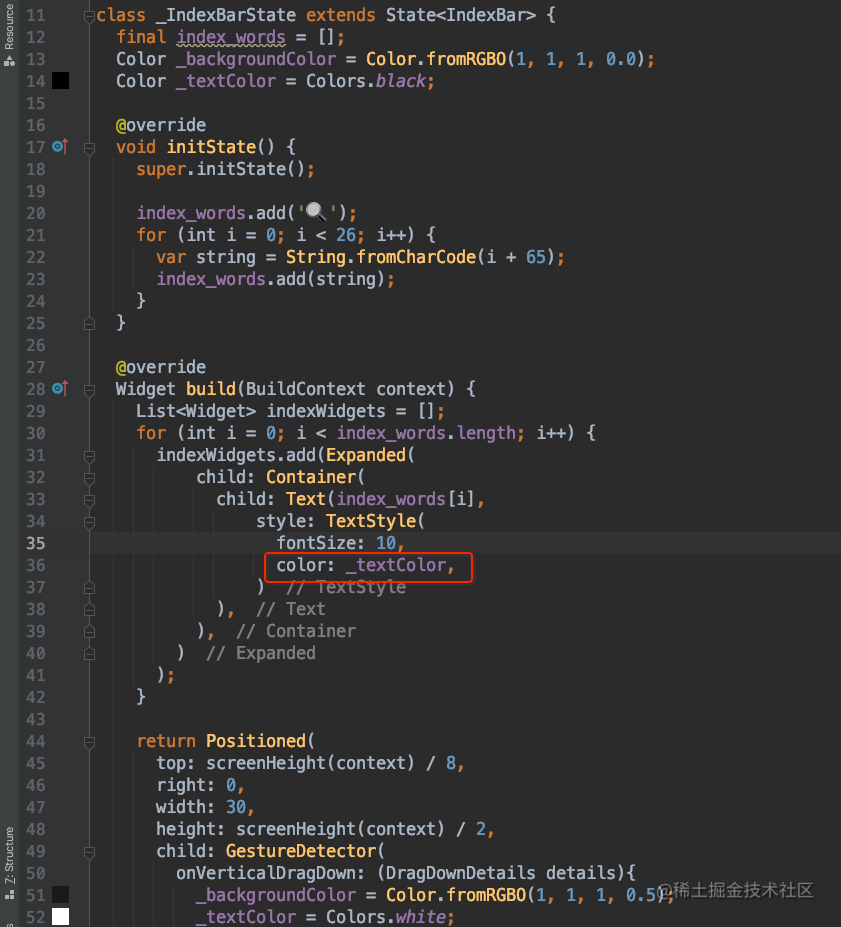 Resource
11 class _IndexBarState extends State<IndexBar> {
12 final index_words = [];
13 Color _backgroundColor = Color.fromRGBO(1, 1, 1, 0.0);
14 Color _textColor = Colors.black;
15
16 @override
17 void initState() {
18 super.initState();
19
20 index_words.add('🔍');
21 for (int i = 0; i < 26; i++) {
22 var string = String.fromCharCode(i + 65);
23 index_words.add(string);
24 }
25 }
26
27 @override
28 Widget build(BuildContext context) {
29 List<Widget> indexWidgets = [];
30 for (int i = 0; i < index_words.length; i++) {
31 indexWidgets.add(Expanded(
32 child: Container(
33 child: Text(index_words[i],
34 style: TextStyle(
35 fontSize: 10,
36 color: _textColor,
37 ) // TextStyle
38 ), // Text
39 ), // Container
40 ) // Expanded
41 );
42 }
43
44 return Positioned(
45 top: screenHeight(context) / 8,
46 right: 0,
47 width: 30,
48 height: screenHeight(context) / 2,
49 child: GestureDetector(
50 onVerticalDragDown: (DragDownDetails details){
51 _backgroundColor = Color.fromRGBO(1, 1, 1, 0.5);
52 _textColor = Colors.white;
Z: Structure
@稀土掘金技术社区